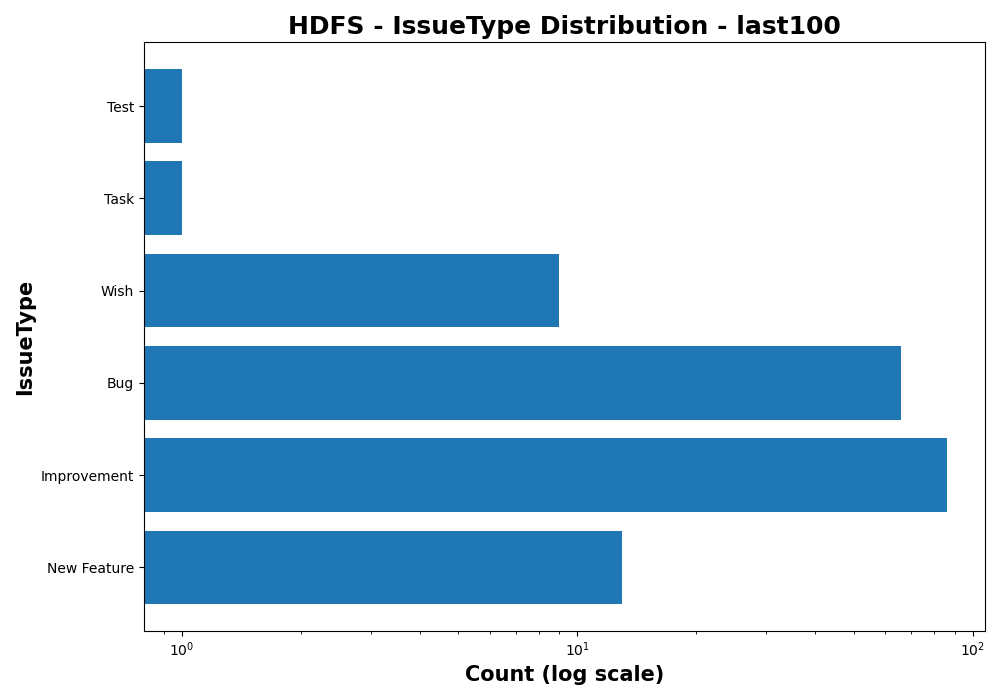 HDFS - IssueType Distribution - last100
IssueType
Test
Task
Wish
Bug
Improvement
New Feature
10⁰ 10¹ 10²
Count (log scale)